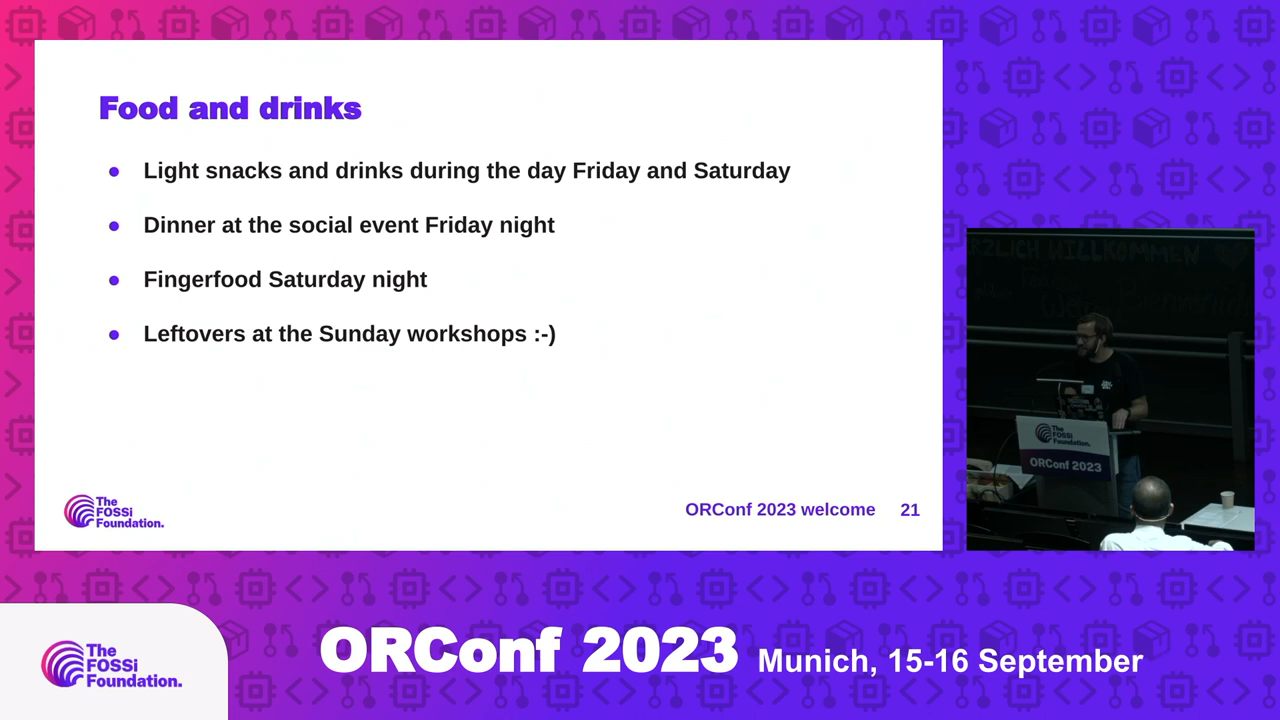 Food and drinks
● Light snacks and drinks during the day Friday and Saturday
● Dinner at the social event Friday night
● Fingerfood Saturday night
● Leftovers at the Sunday workshops :-)
The
FOSSi
Foundation.
ORConf 2023 welcome 21
WILLKOMMEN
The
FOSSi
Foundation.
ORConf 2023
The
FOSSi
Foundation.
ORConf 2023 Munich, 15-16 September